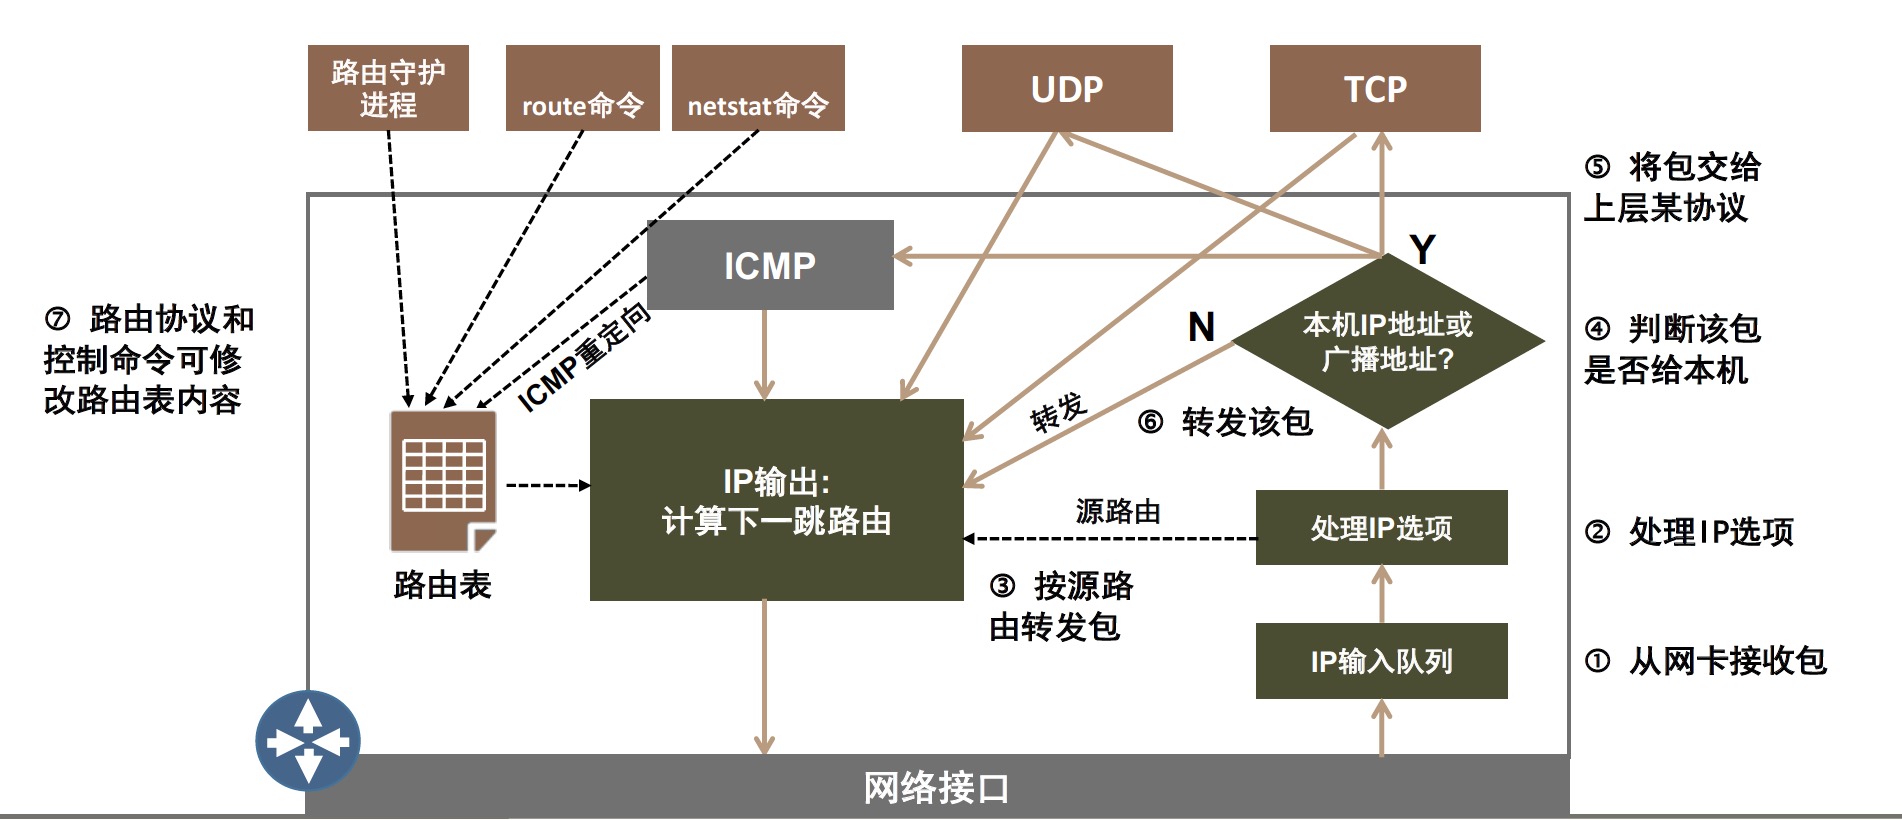 路由守护
进程
route命令
netstat命令
UDP
TCP
⑤ 将包交给
上层某协议
ICMP
Y
N
本机IP地址或
广播地址?
④ 判断该包
是否给本机
⑦ 路由协议和
控制命令可修
改路由表内容
ICMP重定向
转发
⑥ 转发该包
IP输出:
计算下一跳路由
源路由
处理IP选项
② 处理IP选项
路由表
③ 按源路
由转发包
IP输入队列
① 从网卡接收包
网络接口